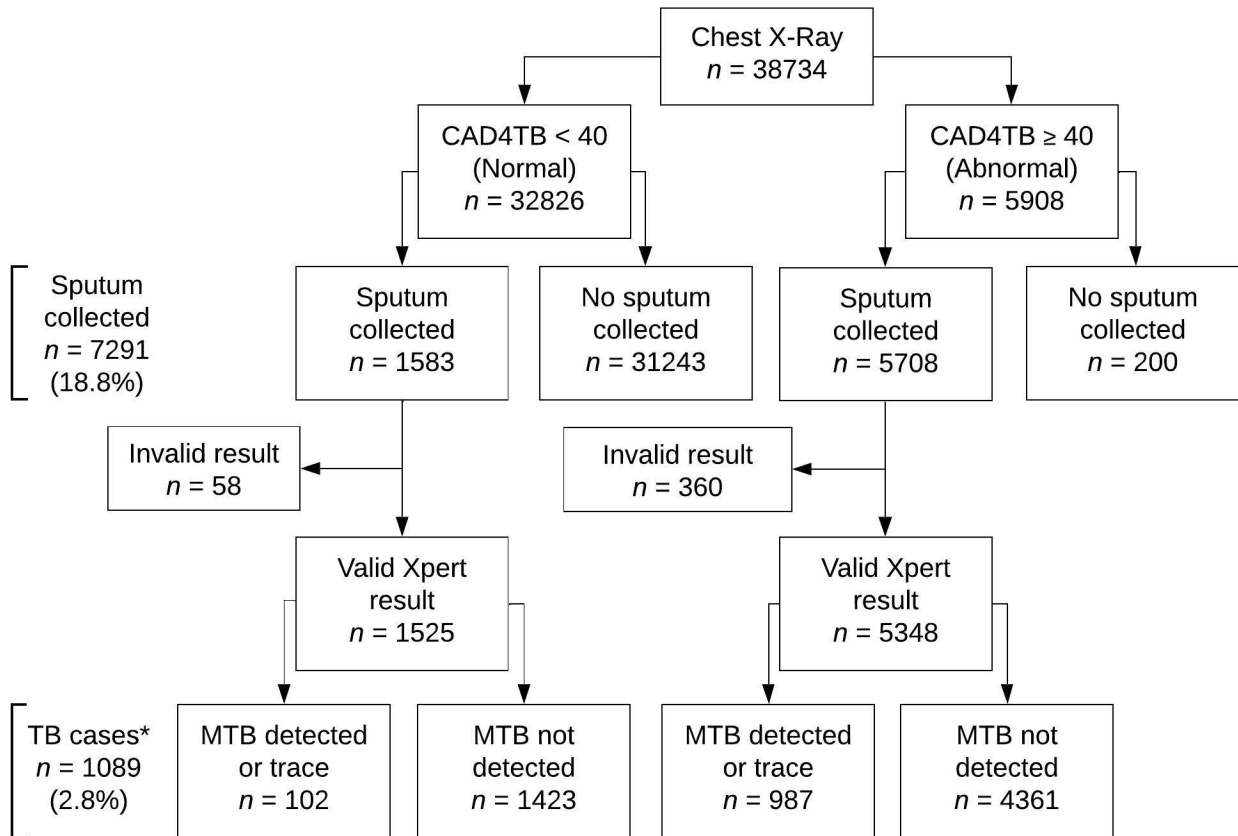 Chest X-Ray
n = 38734
CAD4TB < 40
(Normal)
n = 32826
CAD4TB ≥ 40
(Abnormal)
n = 5908
Sputum
collected
n = 7291
(18.8%)
Sputum
collected
n = 1583
No sputum
collected
n = 31243
Sputum
collected
n = 5708
No sputum
collected
n = 200
Invalid result
n = 58
Invalid result
n = 360
Valid Xpert
result
n = 1525
Valid Xpert
result
n = 5348
TB cases*
n = 1089
(2.8%)
MTB detected
or trace
n = 102
MTB not
detected
n = 1423
MTB detected
or trace
n = 987
MTB not
detected
n = 4361